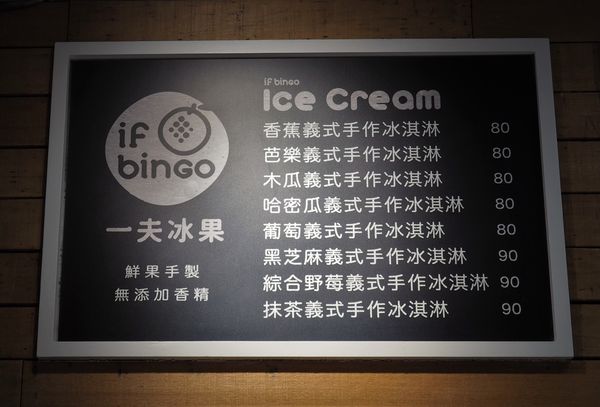 if
bingo
一夫冰果
鮮果手製
無添加香精
if bingo
Ice Cream
香蕉義式手作冰淇淋 80
芭樂義式手作冰淇淋 80
木瓜義式手作冰淇淋 80
哈密瓜義式手作冰淇淋 80
葡萄義式手作冰淇淋 80
黑芝麻義式手作冰淇淋 90
綜合野莓義式手作冰淇淋 90
抹茶義式手作冰淇淋 90